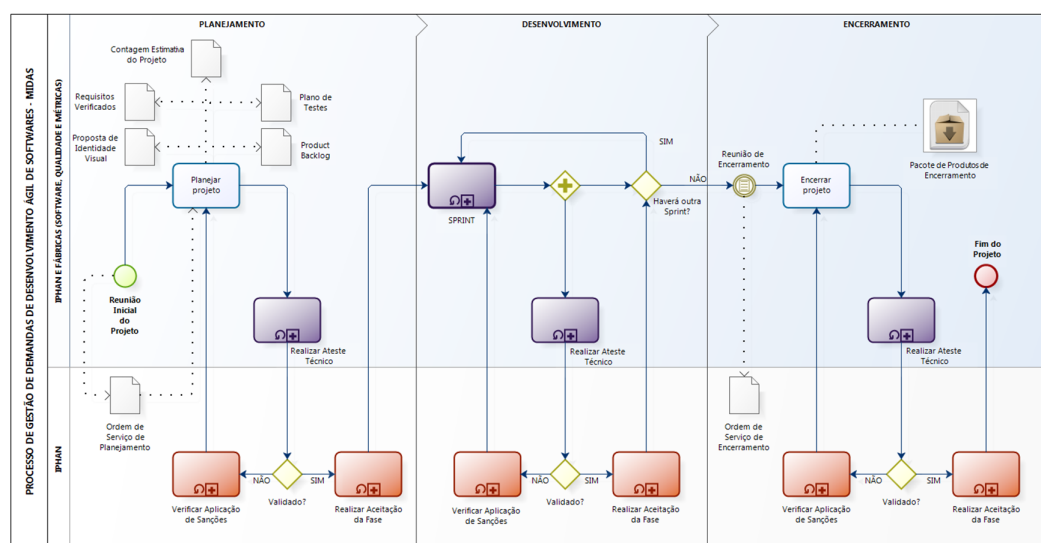 PROCESSO DE GESTÃO DE DEMANDAS DE DESENVOLVIMENTO ÁGIL DE SOFTWARES - MIDAS
IPHAN E FÁBRICAS (SOFTWARE, QUALIDADE E MÉTRICAS)
IPHAN
PLANEJAMENTO
DESENVOLVIMENTO
ENCERRAMENTO
Contagem Estimativa
do Projeto
Requisitos
Verificados
Plano de
Testes
Proposta de
Identidade
Visual
Product
Backlog
Planejar
projeto
Reunião
Inicial
do
Projeto
Realizar Ateste
Técnico
Ordem de
Serviço de
Planejamento
Verificar Aplicação
de Sanções
NÃO
SIM
Validado?
Realizar Aceitação
da Fase
SPRINT
SIM
NÃO
Haverá outra
Sprint?
Realizar Ateste
Técnico
Verificar Aplicação
de Sanções
NÃO
SIM
Validado?
Realizar Aceitação
da Fase
Reunião de
Encerramento
Encerrar
projeto
Pacote de Produtos de
Encerramento
Fim do
Projeto
Realizar Ateste
Técnico
Ordem de
Serviço de
Encerramento
Verificar Aplicação
de Sanções
NÃO
SIM
Validado?
Realizar Aceitação
da Fase